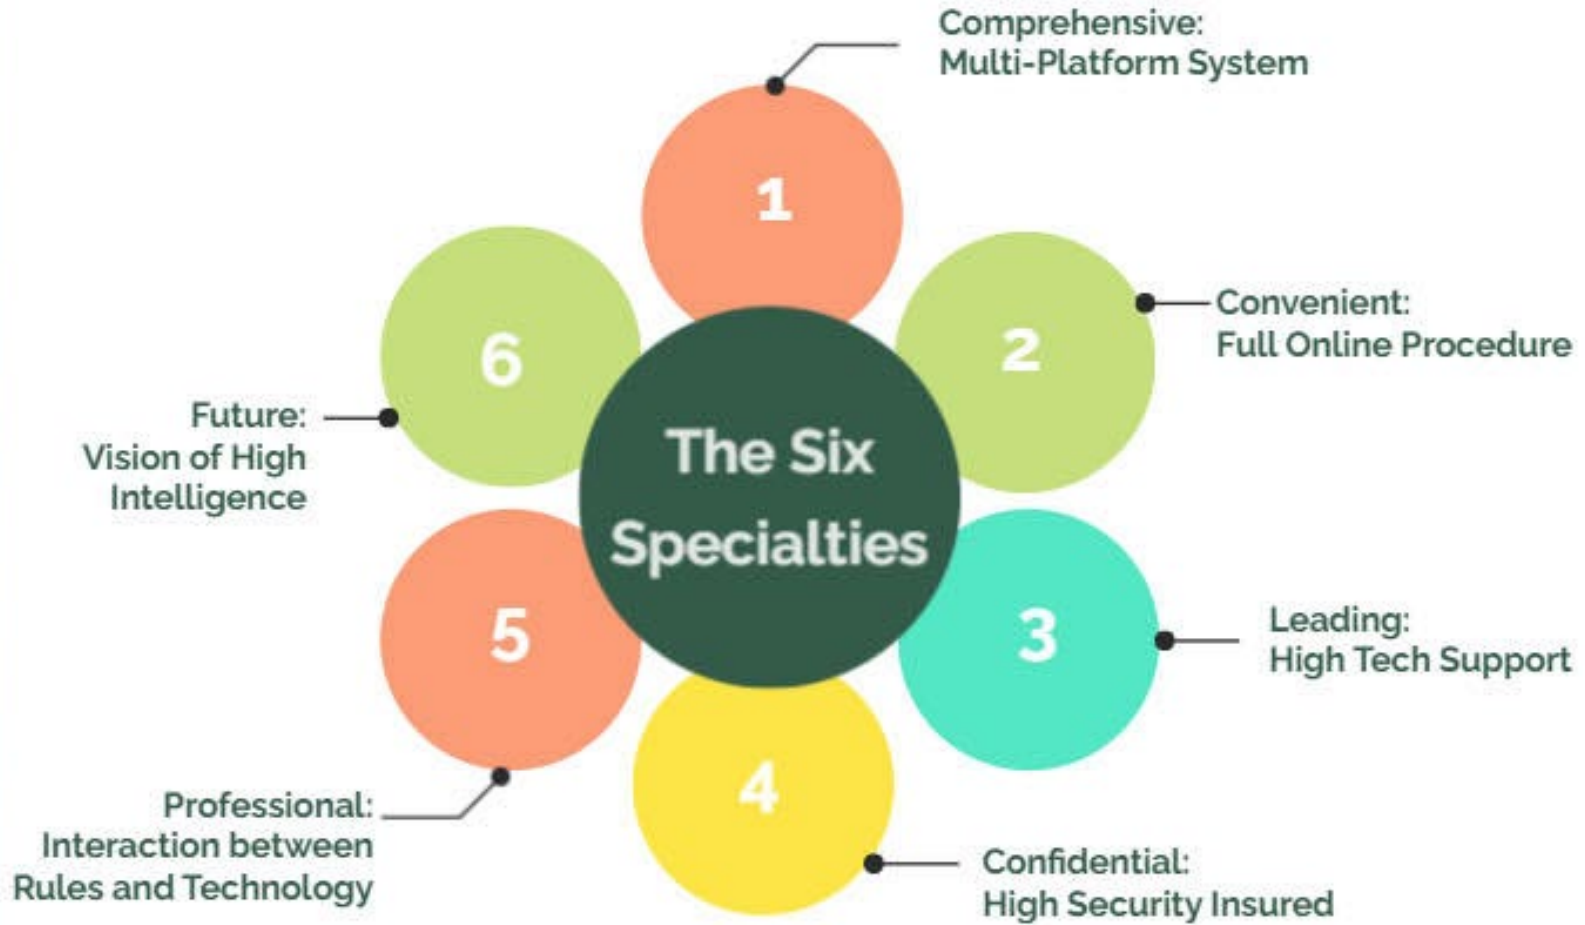 Comprehensive:
Multi-Platform System
1
2
Convenient:
Full Online Procedure
6
Future:
Vision of High
Intelligence
The Six
Specialties
5
3
Leading:
High Tech Support
4
Professional:
Interaction between
Rules and Technology
Confidential:
High Security Insured